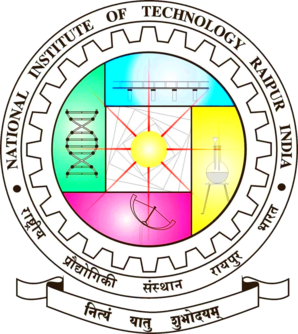 NATIONAL INSTITUTE OF TECHNOLOGY RAIPUR INDIA
राष्ट्रीय प्रौद्योगिकी संस्थान रायपुर भारत
नित्यं यातु शुभोदयम्